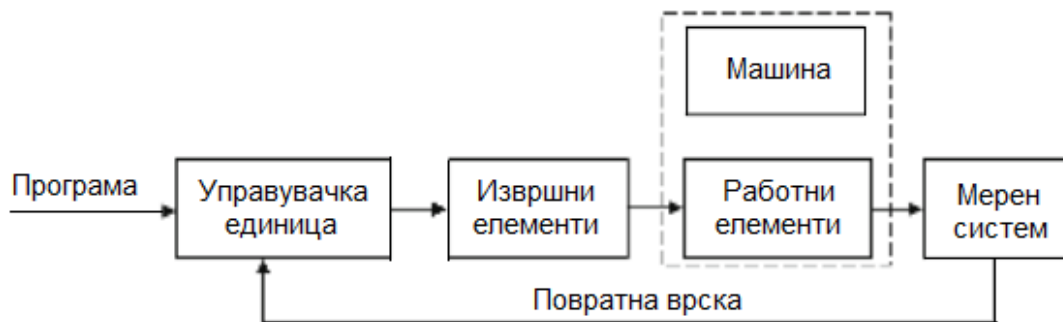 Машина
Програма
Управувачка
единица
Извршни
елементи
Работни
елементи
Мерен
систем
Повратна врска